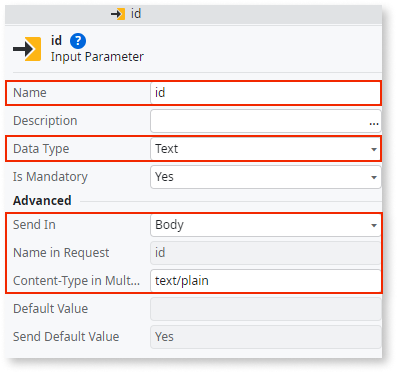 id
id ?
Input Parameter
Name id
Description ...
Data Type Text
Is Mandatory Yes
Advanced
Send In Body
Name in Request id
Content-Type in Mult... text/plain
Default Value
Send Default Value Yes